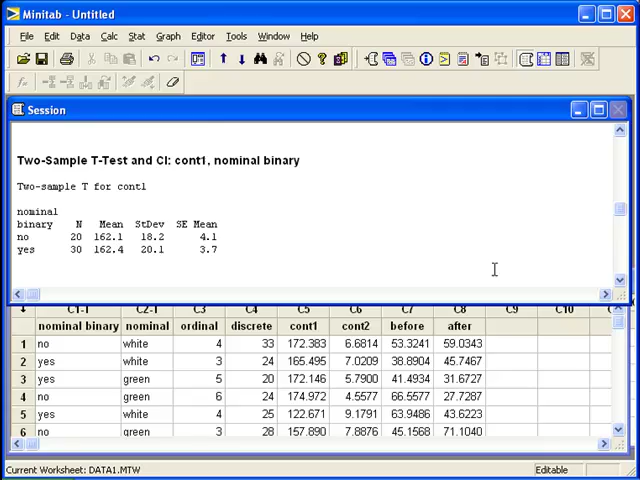 Minitab - Untitled
File Edit Data Calc Stat Graph Editor Tools Window Help
Session
Two-Sample T-Test and CI: cont1, nominal binary
Two-sample T for cont1
nominal
binary N Mean StDev SE Mean
no 20 162.1 18.2 4.1
yes 30 162.4 20.1 3.7
C1-T C2-T C3 C4 C5 C6 C7 C8 C9 C10
nominal binary nominal ordinal discrete cont1 cont2 before after
1 no white 4 33 172.383 6.6814 53.3241 59.0343
2 yes white 3 24 165.495 7.0209 38.8904 45.7467
3 yes green 5 20 172.146 5.7900 41.4934 31.6727
4 no green 6 24 174.972 4.5577 66.5577 27.7287
5 yes white 4 25 122.671 9.1791 63.9486 43.6223
6 no green 3 28 157.890 7.8876 45.1568 71.1040
Current Worksheet: DATA1.MTW Editable